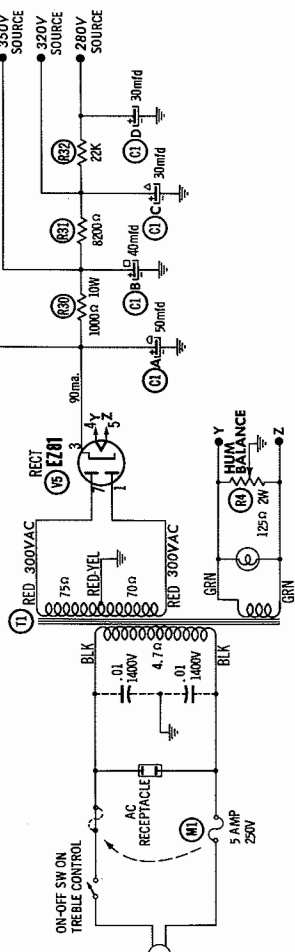 350V
SOURCE
320V
SOURCE
280V
SOURCE
R32
22K
C1
D
30mfd
R31
8200Ω
C1
C
30mfd
R30
1000Ω 10W
C1
B
40mfd
C1
A
50mfd
90ma.
RECT
V5 EZ81
3
4
Y
Z
5
7
1
T1
RED 300VAC
75Ω
RED-YEL
70Ω
RED 300VAC
BLK
4.7Ω
BLK
.01
1400V
.01
1400V
AC
RECEPTACLE
ON-OFF SW ON
TREBLE CONTROL
M1
5 AMP
250V
GRN
GRN
HUM
BALANCE
R4
125Ω 2W
Y
Z